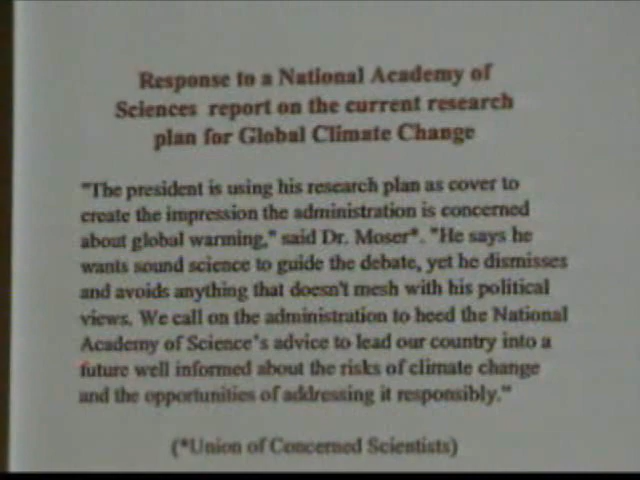 Response to a National Academy of
Sciences report on the current research
plan for Global Climate Change
"The president is using his research plan as cover to
create the impression the administration is concerned
about global warming," said Dr. Moser*. "He says he
wants sound science to guide the debate, yet he dismisses
and avoids anything that doesn't mesh with his political
views. We call on the administration to heed the National
Academy of Science's advice to lead our country into a
future well informed about the risks of climate change
and the opportunities of addressing it responsibly."
(*Union of Concerned Scientists)